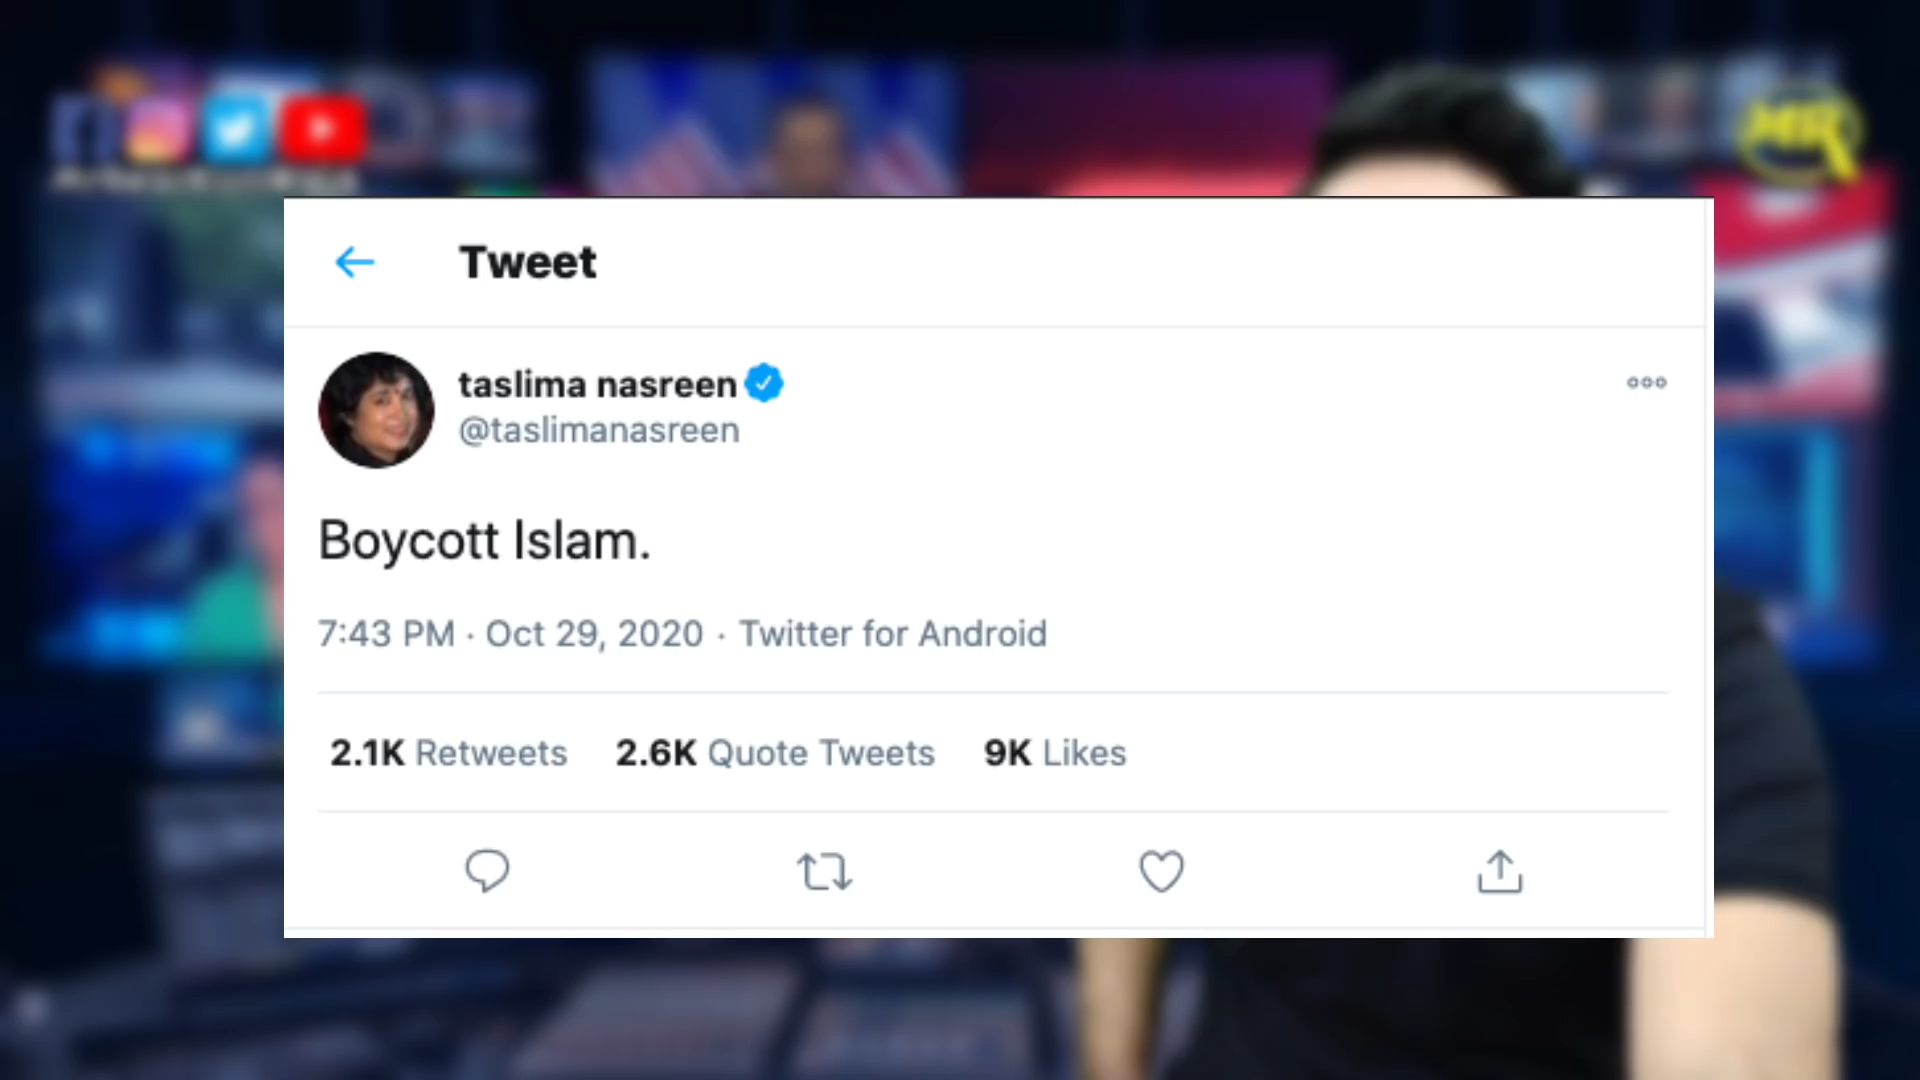 Tweet
taslima nasreen
@taslimanasreen
Boycott Islam.
7:43 PM · Oct 29, 2020 · Twitter for Android
2.1K Retweets 2.6K Quote Tweets 9K Likes